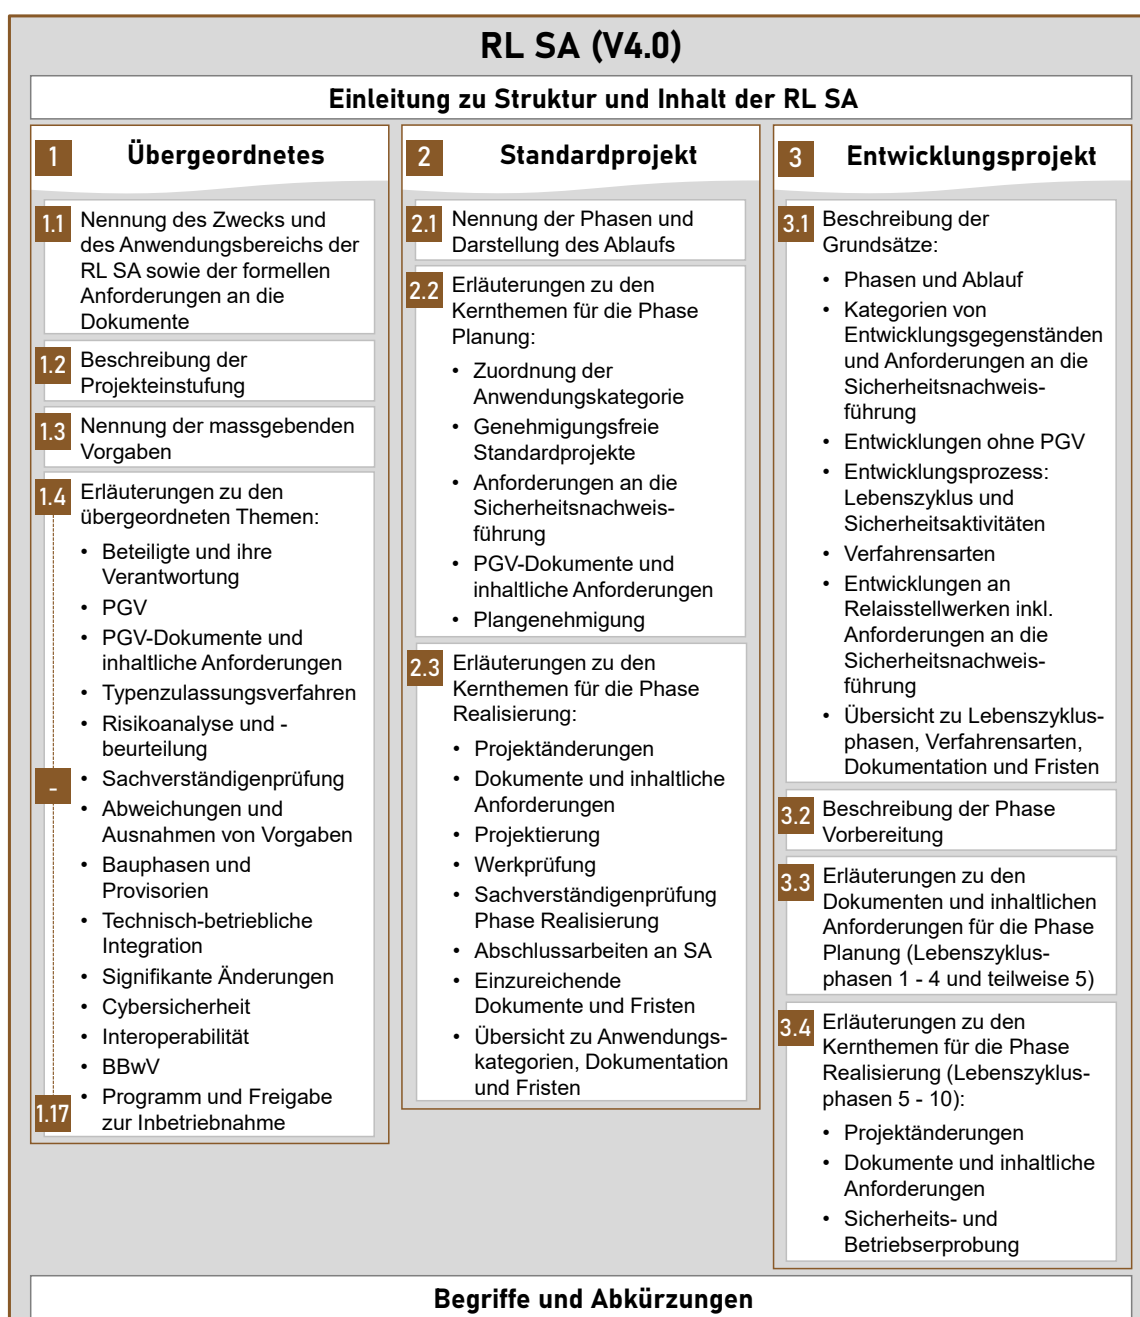 RL SA (V4.0)
Einleitung zu Struktur und Inhalt der RL SA
1 Übergeordnetes
1.1 Nennung des Zwecks und
des Anwendungsbereichs der
RL SA sowie der formellen
Anforderungen an die
Dokumente
1.2 Beschreibung der
Projekteinstufung
1.3 Nennung der massgebenden
Vorgaben
1.4 Erläuterungen zu den
übergeordneten Themen:
• Beteiligte und ihre
Verantwortung
• PGV
• PGV-Dokumente und
inhaltliche Anforderungen
• Typenzulassungsverfahren
• Risikoanalyse und -
beurteilung
- • Sachverständigenprüfung
• Abweichungen und
Ausnahmen von Vorgaben
• Bauphasen und
Provisorien
• Technisch-betriebliche
Integration
• Signifikante Änderungen
• Cybersicherheit
• Interoperabilität
• BBwV
1.17 • Programm und Freigabe
zur Inbetriebnahme
2 Standardprojekt
2.1 Nennung der Phasen und
Darstellung des Ablaufs
2.2 Erläuterungen zu den
Kernthemen für die Phase
Planung:
• Zuordnung der
Anwendungskategorie
• Genehmigungsfreie
Standardprojekte
• Anforderungen an die
Sicherheitsnachweis-
führung
• PGV-Dokumente und
inhaltliche Anforderungen
• Plangenehmigung
2.3 Erläuterungen zu den
Kernthemen für die Phase
Realisierung:
• Projektänderungen
• Dokumente und inhaltliche
Anforderungen
• Projektierung
• Werkprüfung
• Sachverständigenprüfung
Phase Realisierung
• Abschlussarbeiten an SA
• Einzureichende
Dokumente und Fristen
• Übersicht zu Anwendungs-
kategorien, Dokumentation
und Fristen
3 Entwicklungsprojekt
3.1 Beschreibung der
Grundsätze:
• Phasen und Ablauf
• Kategorien von
Entwicklungsgegenständen
und Anforderungen an die
Sicherheitsnachweis-
führung
• Entwicklungen ohne PGV
• Entwicklungsprozess:
Lebenszyklus und
Sicherheitsaktivitäten
• Verfahrensarten
• Entwicklungen an
Relaisstellwerken inkl.
Anforderungen an die
Sicherheitsnachweis-
führung
• Übersicht zu Lebenszyklus-
phasen, Verfahrensarten,
Dokumentation und Fristen
3.2 Beschreibung der Phase
Vorbereitung
3.3 Erläuterungen zu den
Dokumenten und inhaltlichen
Anforderungen für die Phase
Planung (Lebenszyklus-
phasen 1 - 4 und teilweise 5)
3.4 Erläuterungen zu den
Kernthemen für die Phase
Realisierung (Lebenszyklus-
phasen 5 - 10):
• Projektänderungen
• Dokumente und inhaltliche
Anforderungen
• Sicherheits- und
Betriebserprobung
Begriffe und Abkürzungen